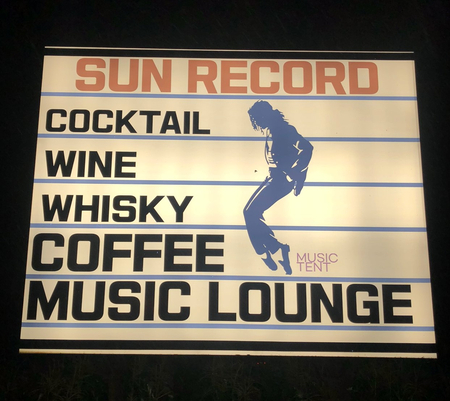 SUN RECORD
COCKTAIL
WINE
WHISKY
COFFEE
MUSIC
TENT
MUSIC LOUNGE